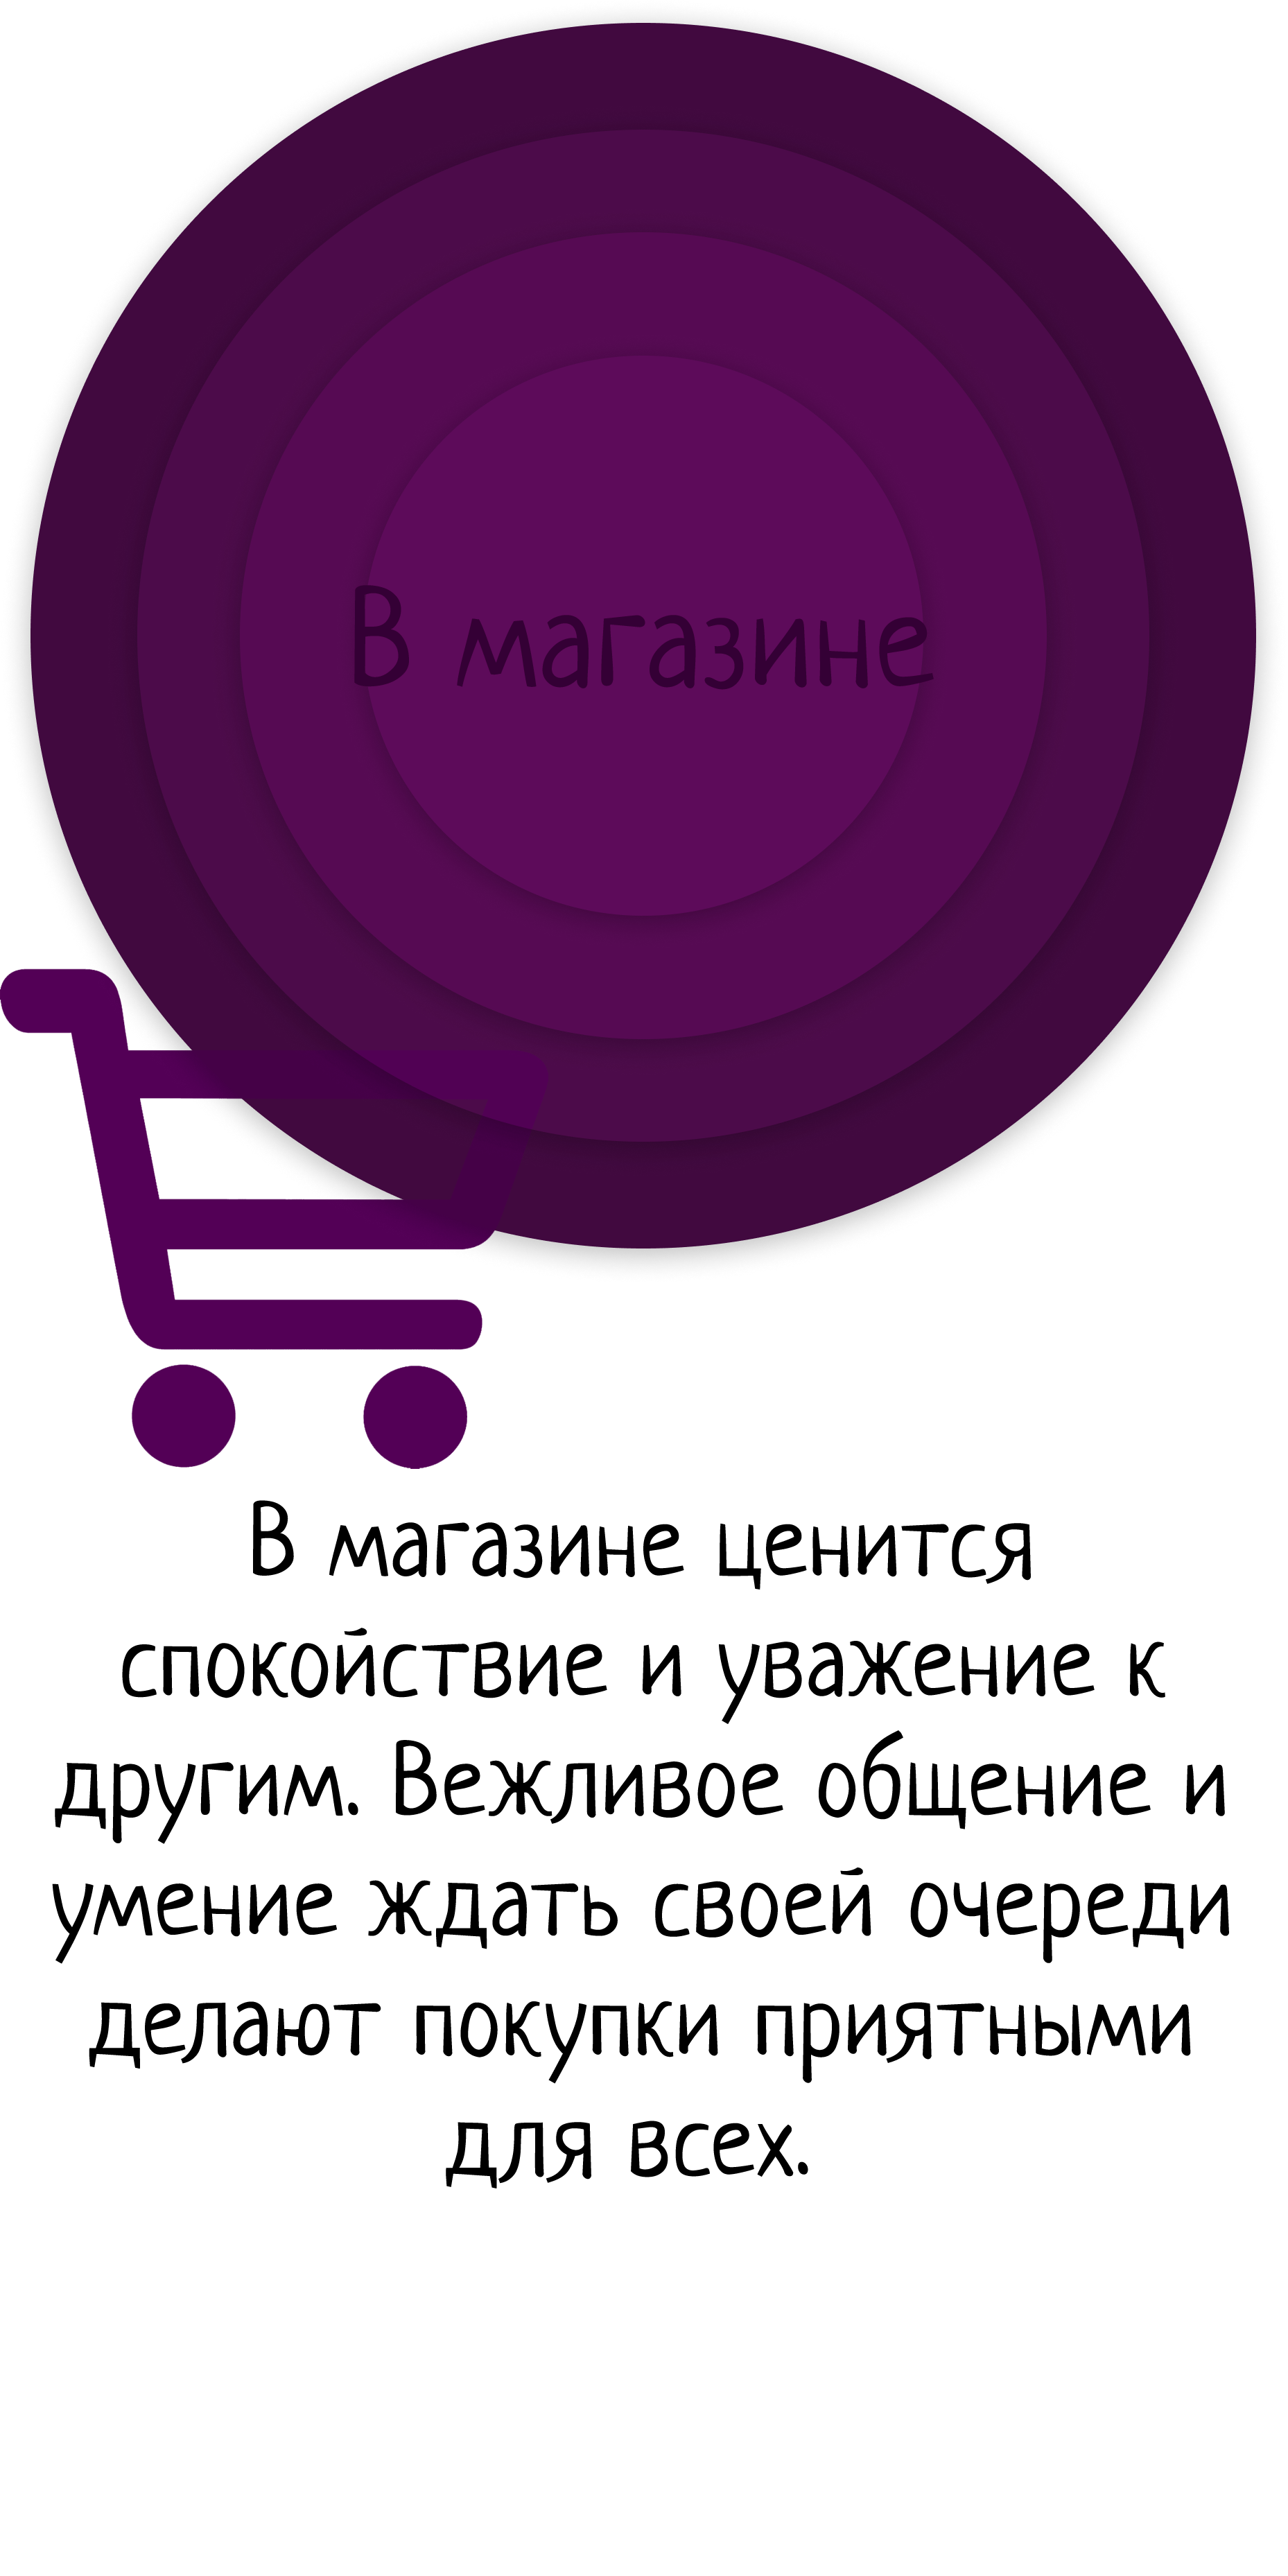 В магазине
В магазине ценится
спокойствие и уважение к
другим. Вежливое общение и
умение ждать своей очереди
делают покупки приятными
для всех.